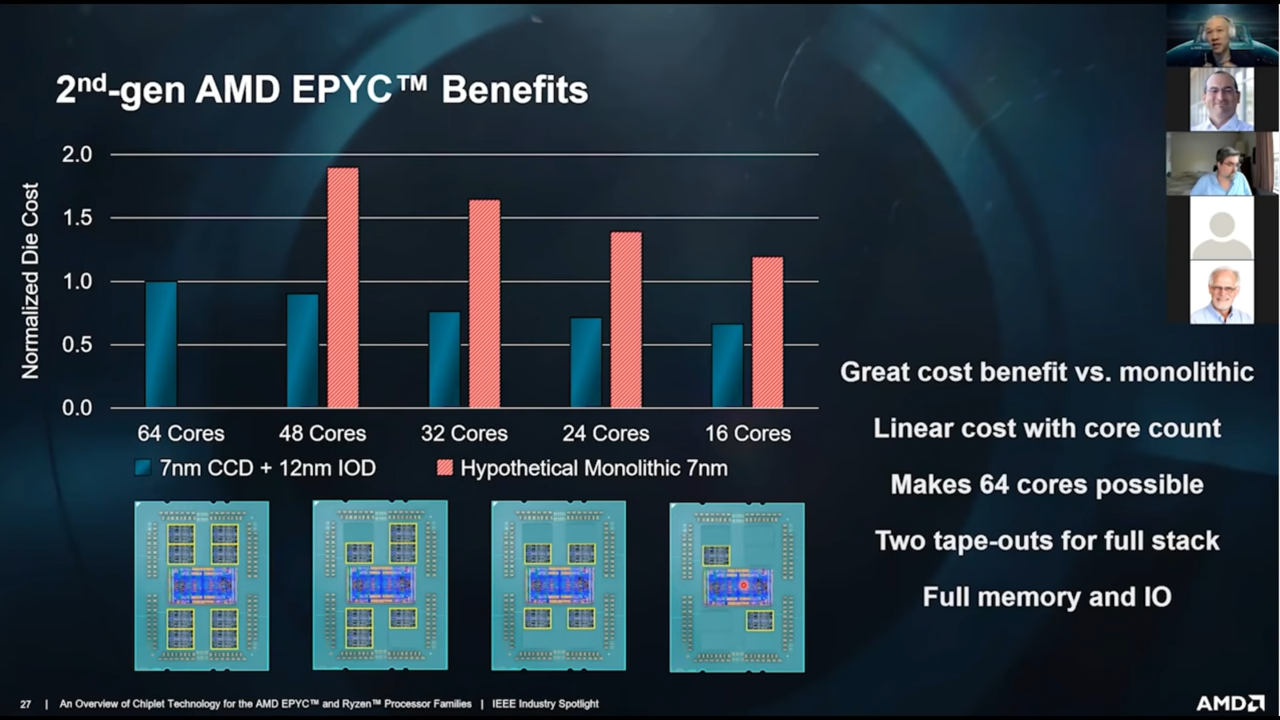 2nd-gen AMD EPYC™ Benefits
Normalized Die Cost
2.0
1.5
1.0
0.5
0.0
64 Cores 48 Cores 32 Cores 24 Cores 16 Cores
7nm CCD + 12nm IOD Hypothetical Monolithic 7nm
Great cost benefit vs. monolithic
Linear cost with core count
Makes 64 cores possible
Two tape-outs for full stack
Full memory and IO
27 | An Overview of Chiplet Technology for the AMD EPYC™ and Ryzen™ Processor Families | IEEE Industry Spotlight
AMD